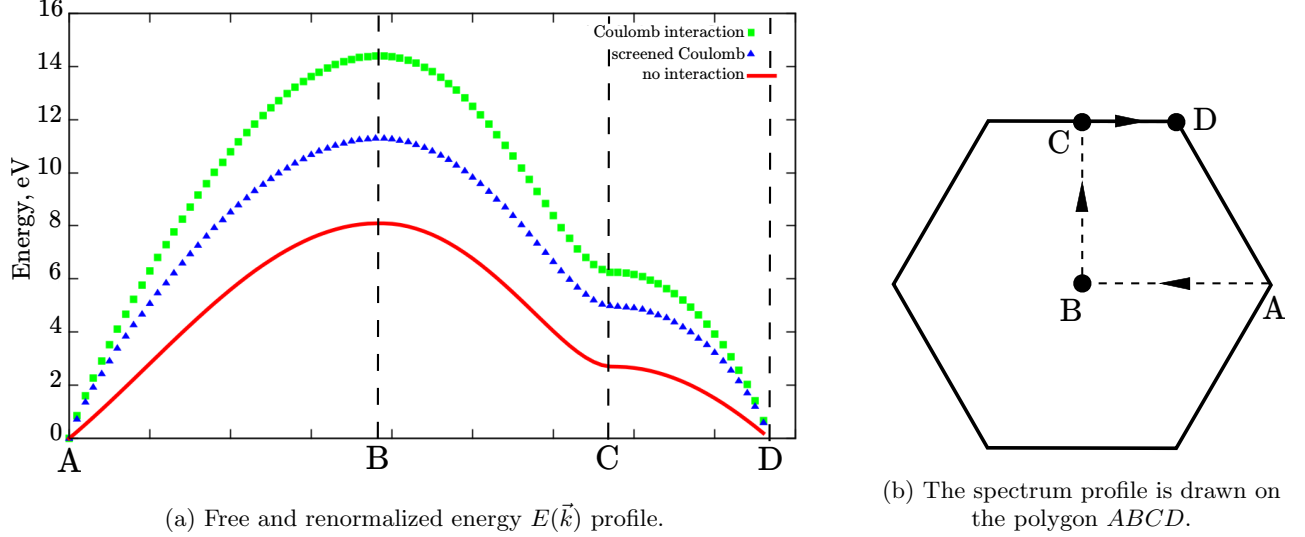 16
14
12
10
8
6
4
2
0
Energy, eV
Coulomb interaction
screened Coulomb
no interaction
A
B
C
D
(a) Free and renormalized energy $E(\vec{k})$ profile.
C
D
B
A
(b) The spectrum profile is drawn on
the polygon ABCD.